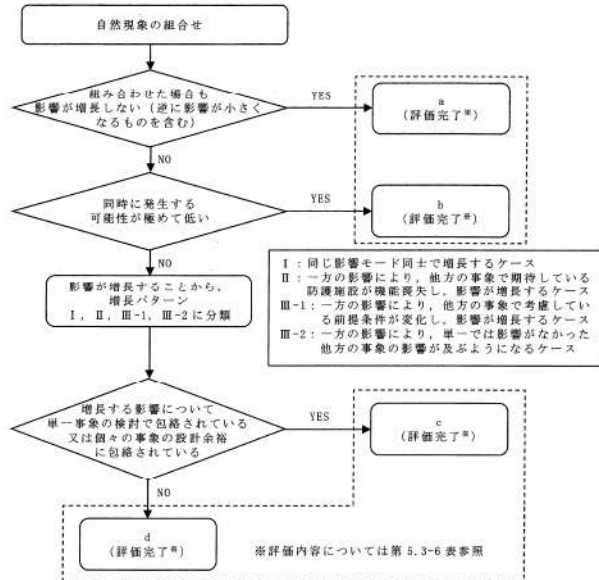 自然現象の組合せ
組み合わせた場合も
影響が増長しない（逆に影響が小さく
なるものを含む）
YES
a
（評価完了※）
NO
同時に発生する
可能性が極めて低い
YES
b
（評価完了※）
NO
影響が増長することから，
増長パターン
Ⅰ，Ⅱ，Ⅲ-1，Ⅲ-2に分類
Ⅰ：同じ影響モード同士で増長するケース
Ⅱ：一方の影響により，他方の事象で期待している
防護施設が機能喪失し，影響が増長するケース
Ⅲ-1：一方の影響により，他方の事象で考慮してい
る前提条件が変化し，影響が増長するケース
Ⅲ-2：一方の影響により，単一では影響がなかった
他方の事象の影響が及ぶようになるケース
増長する影響について
単一事象の検討で包絡されている
又は個々の事象の設計余裕
に包絡されている
YES
c
（評価完了※）
NO
d
（評価完了※）
※評価内容については第 5.3-6 表参照